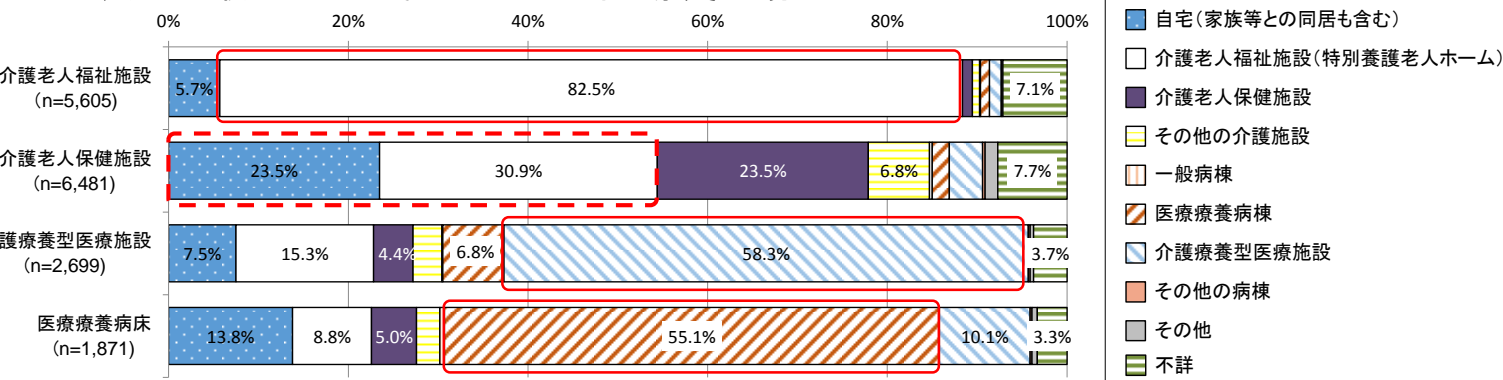 0% 20% 40% 60% 80% 100%
介護老人福祉施設
(n=5,605)
5.7% 82.5% 7.1%
介護老人保健施設
(n=6,481)
23.5% 30.9% 23.5% 6.8% 7.7%
護療養型医療施設
(n=2,699)
7.5% 15.3% 4.4% 6.8% 58.3% 3.7%
医療療養病床
(n=1,871)
13.8% 8.8% 5.0% 55.1% 10.1% 3.3%
自宅(家族等との同居も含む)
介護老人福祉施設(特別養護老人ホーム)
介護老人保健施設
その他の介護施設
一般病棟
医療療養病棟
介護療養型医療施設
その他の病棟
その他
不詳